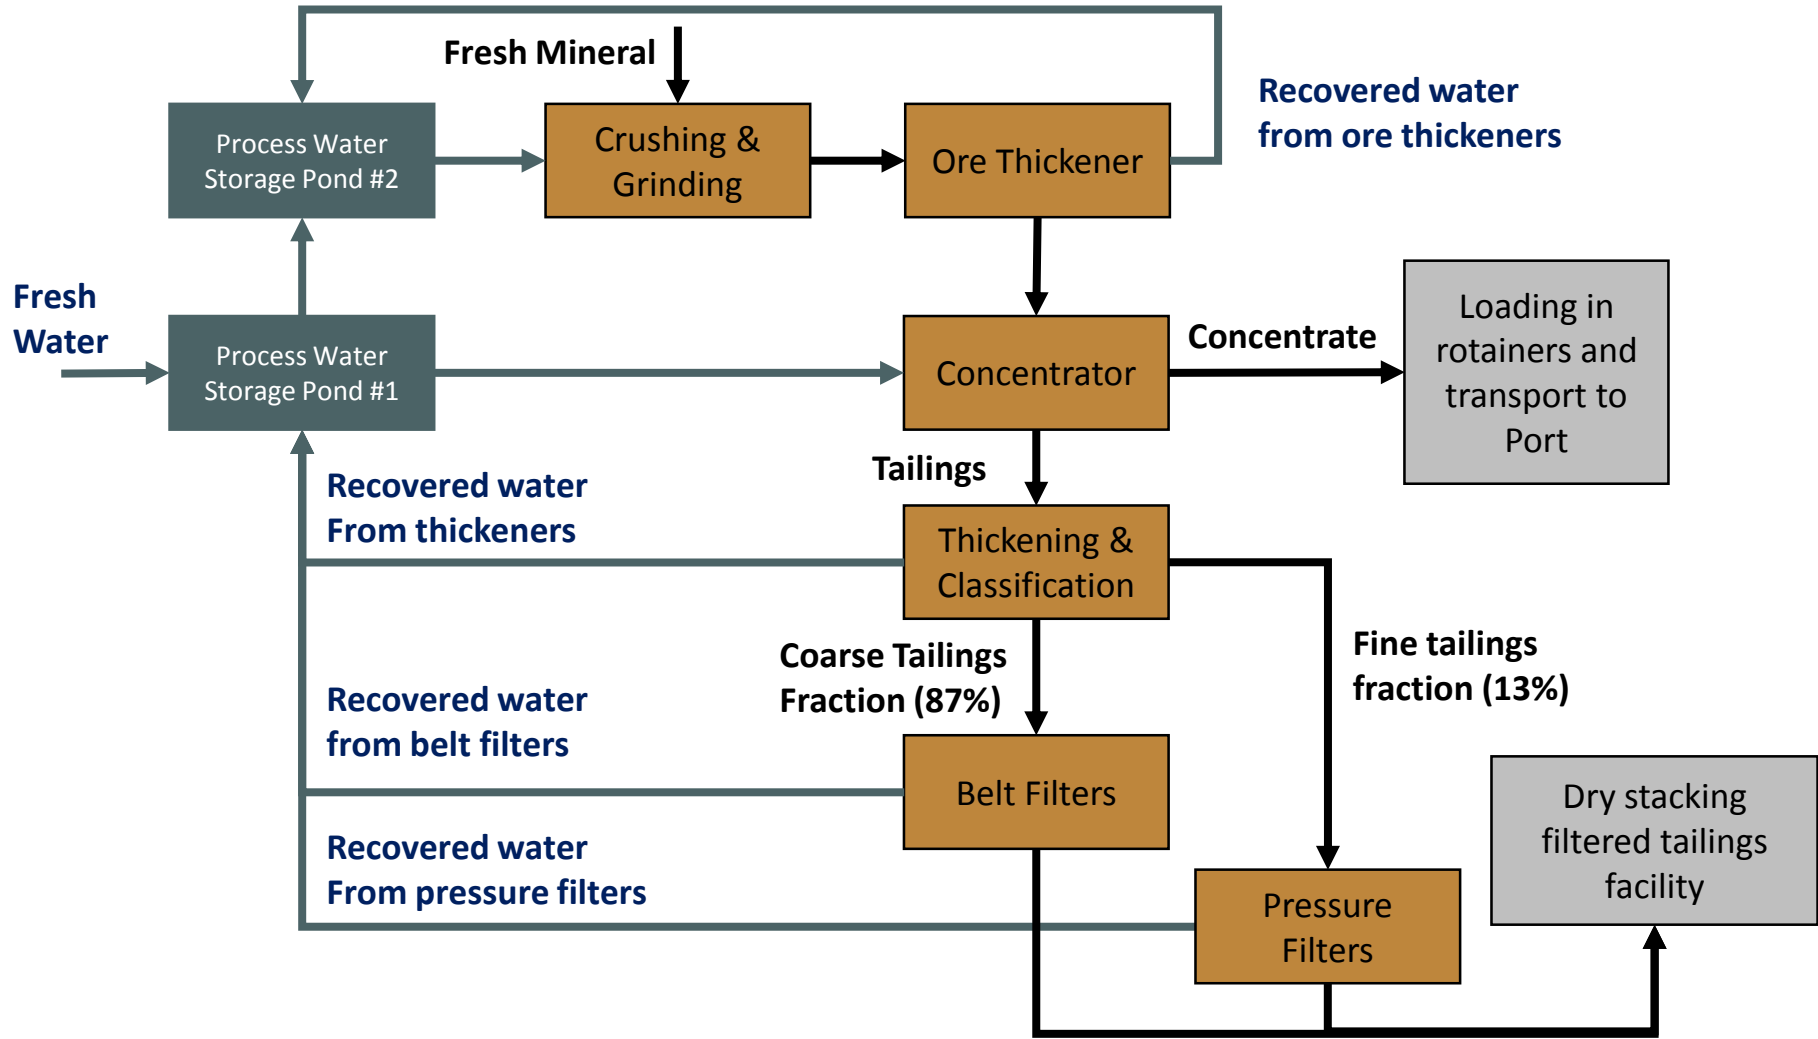 Fresh Mineral
Recovered water
from ore thickeners
Process Water
Storage Pond #2
Crushing &
Grinding
Ore Thickener
Fresh
Water
Process Water
Storage Pond #1
Concentrator
Concentrate
Loading in
rotainers and
transport to
Port
Tailings
Recovered water
From thickeners
Thickening &
Classification
Coarse Tailings
Fraction (87%)
Fine tailings
fraction (13%)
Recovered water
from belt filters
Belt Filters
Dry stacking
filtered tailings
facility
Recovered water
From pressure filters
Pressure
Filters